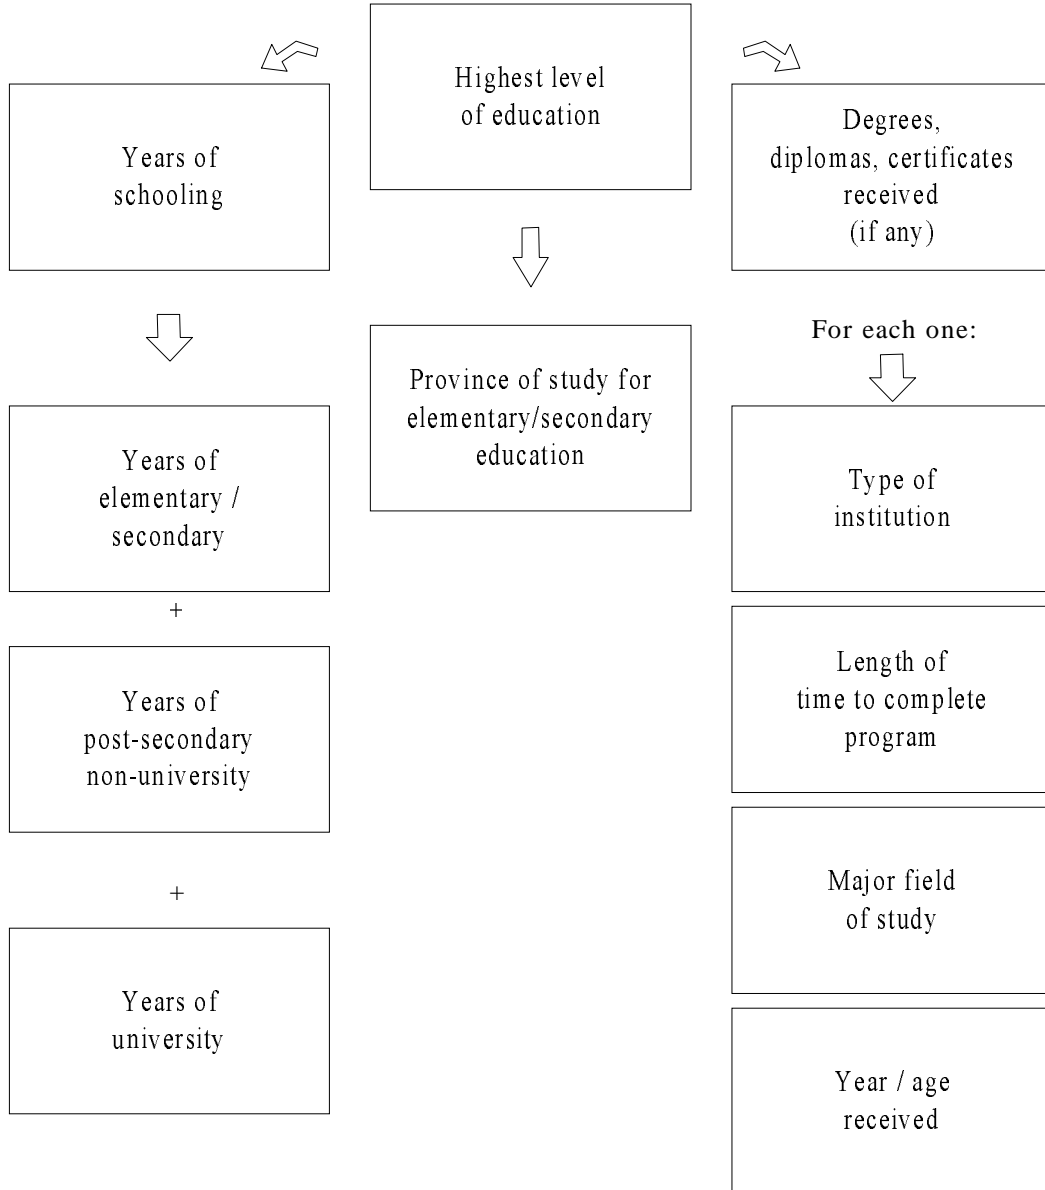 Highest level
of education
Years of
schooling
Degrees,
diplomas, certificates
received
(if any)
Province of study for
elementary/secondary
education
For each one:
Years of
elementary /
secondary
+
Years of
post-secondary
non-university
+
Years of
university
Type of
institution
Length of
time to complete
program
Major field
of study
Year / age
received